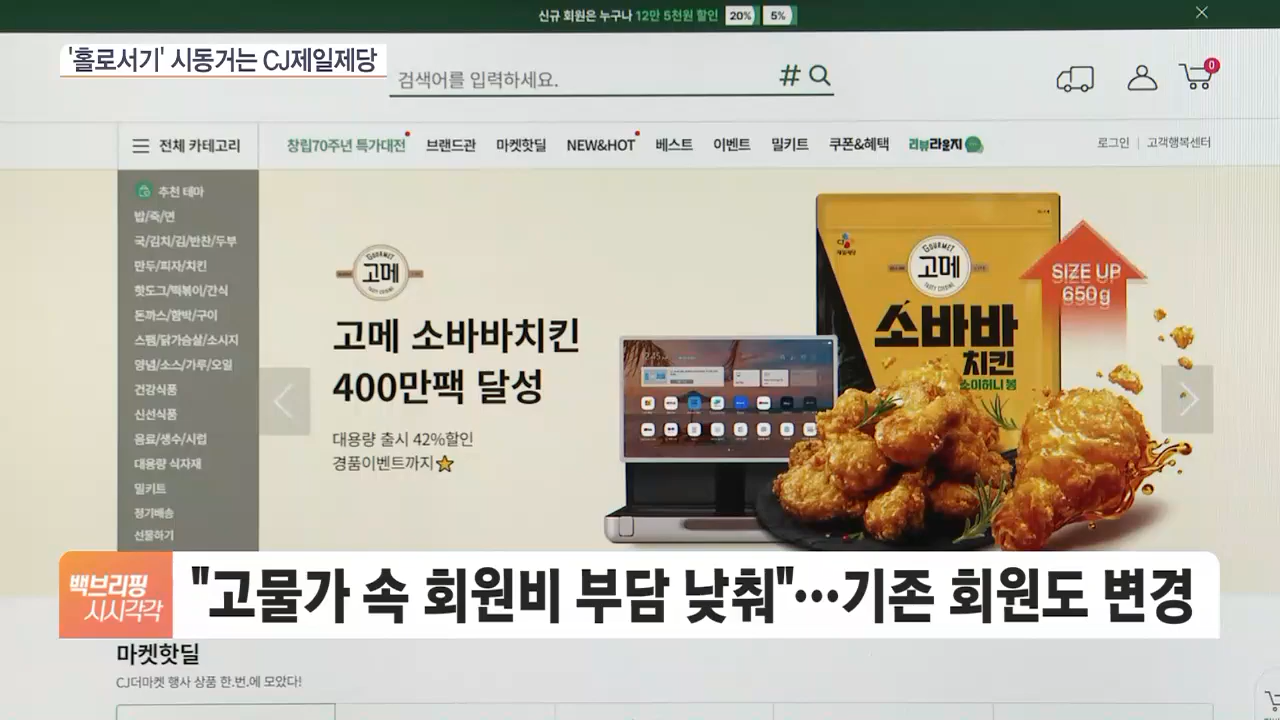 신규 회원은 누구나 12만 5천원 할인 20% 5%
'홀로서기' 시동거는 CJ제일제당
검색어를 입력하세요.
#
0
전체 카테고리
창립70주년 특가대전 브랜드관 마켓핫딜 NEW&HOT 베스트 이벤트 밀키트 쿠폰&혜택 리뷰라운지
로그인 | 고객행복센터
추천 테마
밥/죽/면
국/김치/김/반찬/두부
만두/피자/치킨
핫도그/떡볶이/간식
돈까스/함박/구이
스팸/닭가슴살/소시지
양념/소스/가루/오일
건강식품
신선식품
음료/생수/시럽
대용량 식자재
밀키트
정기배송
선물하기
GOURMET
고메
고메 소바바치킨
400만팩 달성
대용량 출시 42%할인
경품이벤트까지
CJ
제일제당
GOURMET
고메
소바바
치킨
소이허니 봉
SIZE UP
650g
백브리핑
시시각각
"고물가 속 회원비 부담 낮춰"…기존 회원도 변경
마켓핫딜
CJ더마켓 행사 상품 한.번.에 모았다!